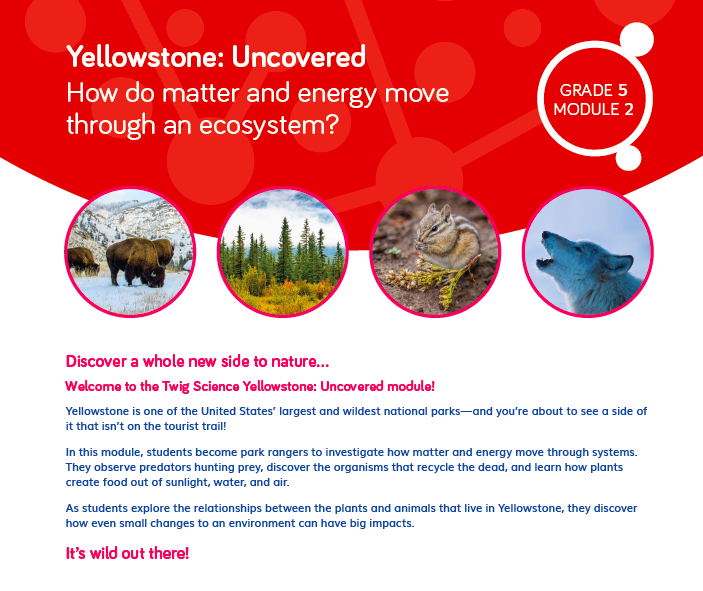 Yellowstone: Uncovered
How do matter and energy move
through an ecosystem?
GRADE 5
MODULE 2
Discover a whole new side to nature...
Welcome to the Twig Science Yellowstone: Uncovered module!
Yellowstone is one of the United States’ largest and wildest national parks—and you’re about to see a side of
it that isn’t on the tourist trail!
In this module, students become park rangers to investigate how matter and energy move through systems.
They observe predators hunting prey, discover the organisms that recycle the dead, and learn how plants
create food out of sunlight, water, and air.
As students explore the relationships between the plants and animals that live in Yellowstone, they discover
how even small changes to an environment can have big impacts.
It’s wild out there!